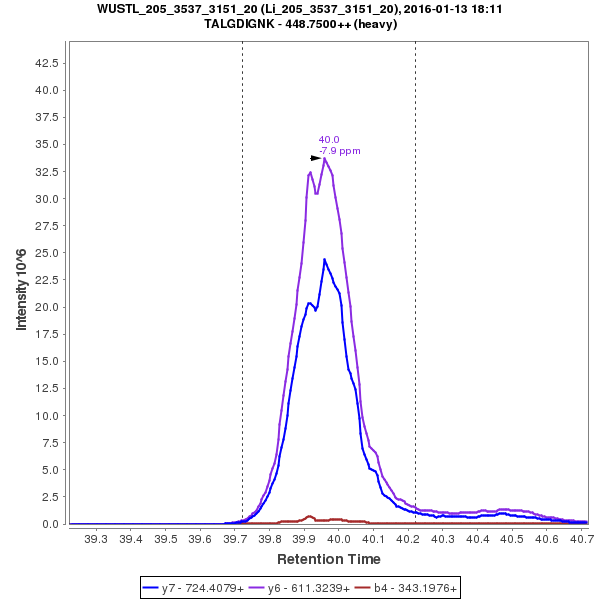 WUSTL_205_3537_3151_20 (Li_205_3537_3151_20), 2016-01-13 18:11
TALGDIGNK - 448.7500++ (heavy)
42.5
40.0
37.5
35.0
32.5
30.0
27.5
25.0
22.5
20.0
17.5
15.0
12.5
10.0
7.5
5.0
2.5
0.0
Intensity 10^6
40.0
-7.9 ppm
39.3 39.4 39.5 39.6 39.7 39.8 39.9 40.0 40.1 40.2 40.3 40.4 40.5 40.6 40.7
Retention Time
y7 - 724.4079+ y6 - 611.3239+ b4 - 343.1976+